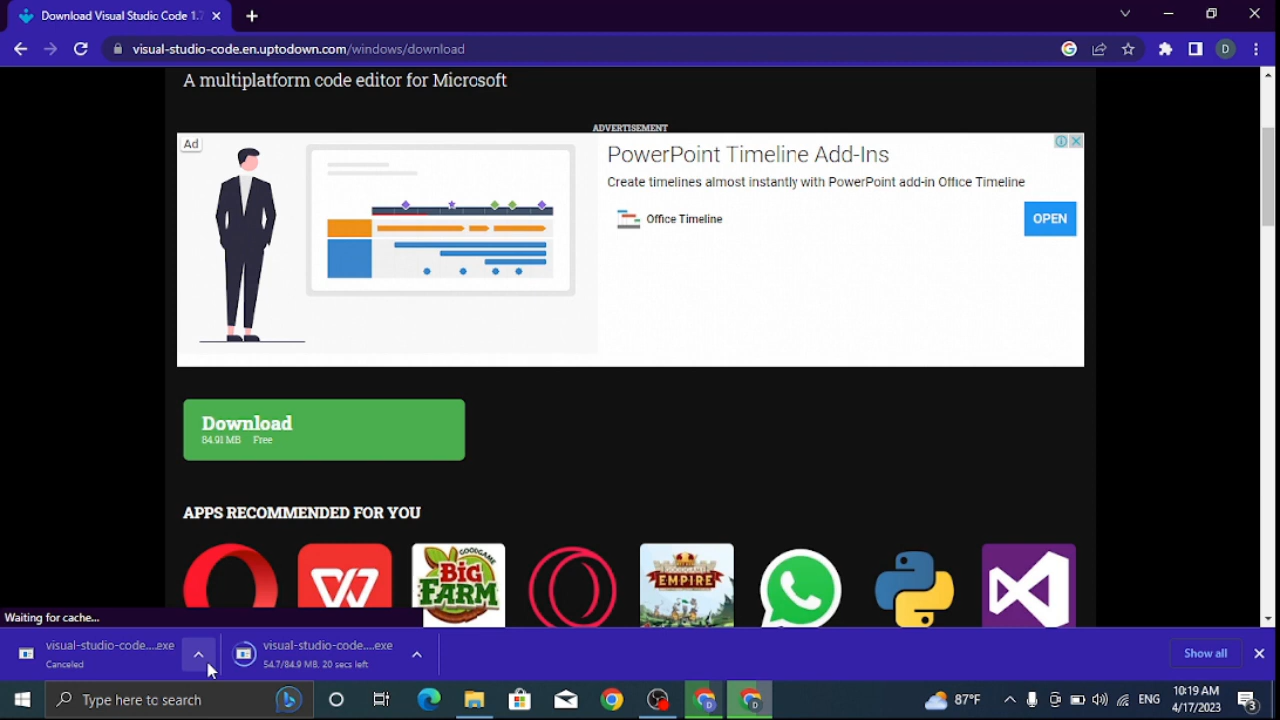 Download Visual Studio Code 1.7
visual-studio-code.en.uptodown.com/windows/download
D
A multiplatform code editor for Microsoft
ADVERTISEMENT
Ad
PowerPoint Timeline Add-Ins
Create timelines almost instantly with PowerPoint add-in Office Timeline
Office Timeline
OPEN
Download
84.91 MB Free
APPS RECOMMENDED FOR YOU
GOODGAME
BIG
FARM
GOODGAME
EMPIRE
Waiting for cache...
visual-studio-code....exe
Canceled
visual-studio-code....exe
54.7/84.9 MB, 20 secs left
Show all
Type here to search
87°F
ENG
10:19 AM
4/17/2023
3